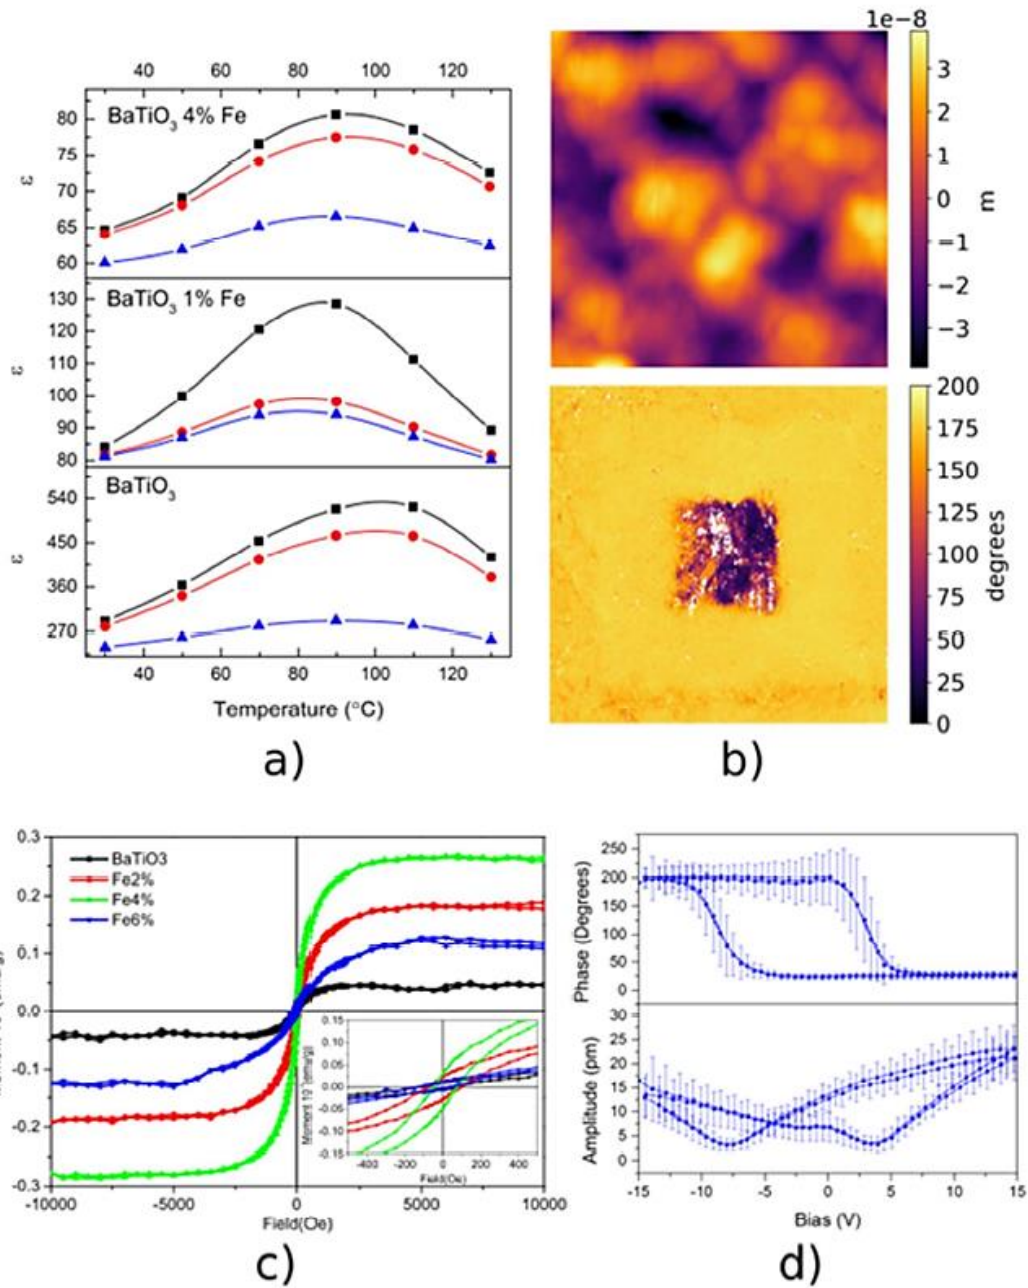 40 60 80 100 120
BaTiO3 4% Fe
80
75
70
65
60
ε
BaTiO3 1% Fe
130
120
110
100
90
80
ε
BaTiO3
540
450
360
270
ε
40 60 80 100 120
Temperature (°C)
a)
1e−8
3
2
1
0
−1
−2
−3
m
200
175
150
125
100
75
50
25
0
degrees
b)
0.3
0.2
0.1
0.0
-0.1
-0.2
-0.3
BaTiO3
Fe2%
Fe4%
Fe6%
-10000 -5000 0 5000 10000
Field(Oe)
0.15
0.10
0.05
0.00
-0.05
-0.10
-0.15
-400 -200 0 200 400
Field(Oe)
c)
250
200
150
100
50
0
Phase (Degrees)
30
25
20
15
10
5
0
Amplitude (pm)
-15 -10 -5 0 5 10 15
Bias (V)
d)